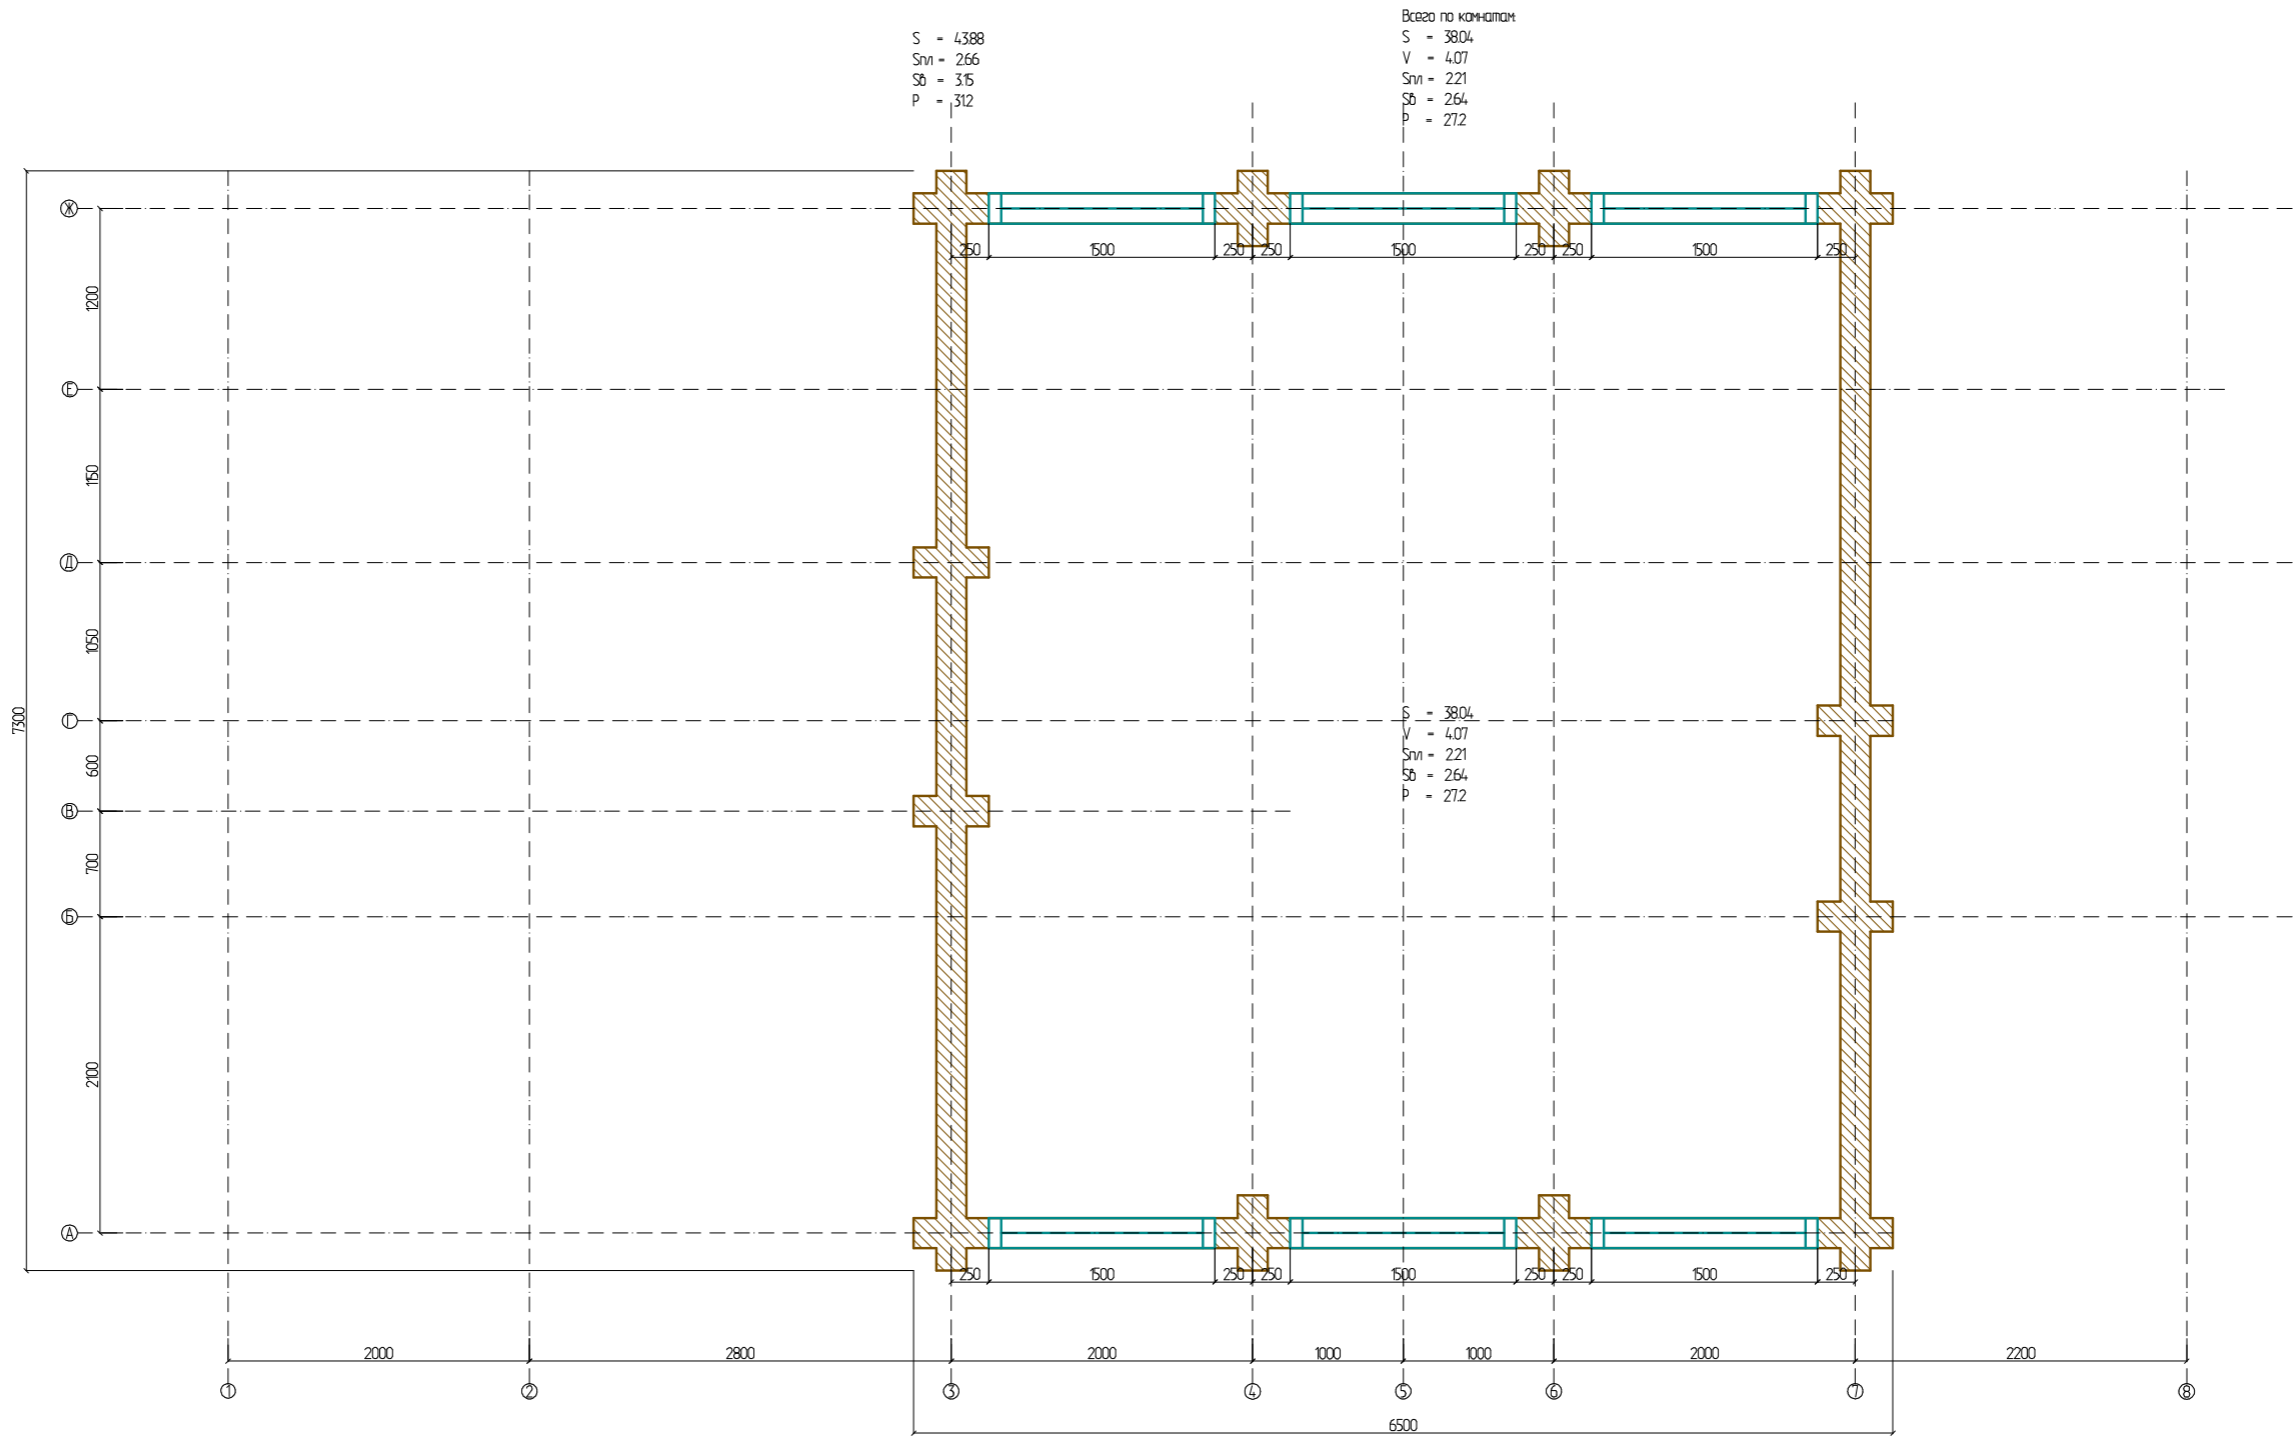 Всего по комнатам:
S = 38.04
V = 4.07
Sпл = 2.21
Sб = 2.64
P = 27.2
S = 43.88
Sпл = 2.66
Sб = 3.15
P = 31.2
Ж
250 1500 250 250 1500 250 250 1500 250
1200
Е
1150
Д
1050
7300
Г
S = 38.04
V = 4.07
Sпл = 2.21
Sб = 2.64
P = 27.2
600
В
700
Б
2100
А
250 1500 250 250 1500 250 250 1500 250
2000 2800 2000 1000 1000 2000 2200
1 2 3 4 5 6 7 8
6500